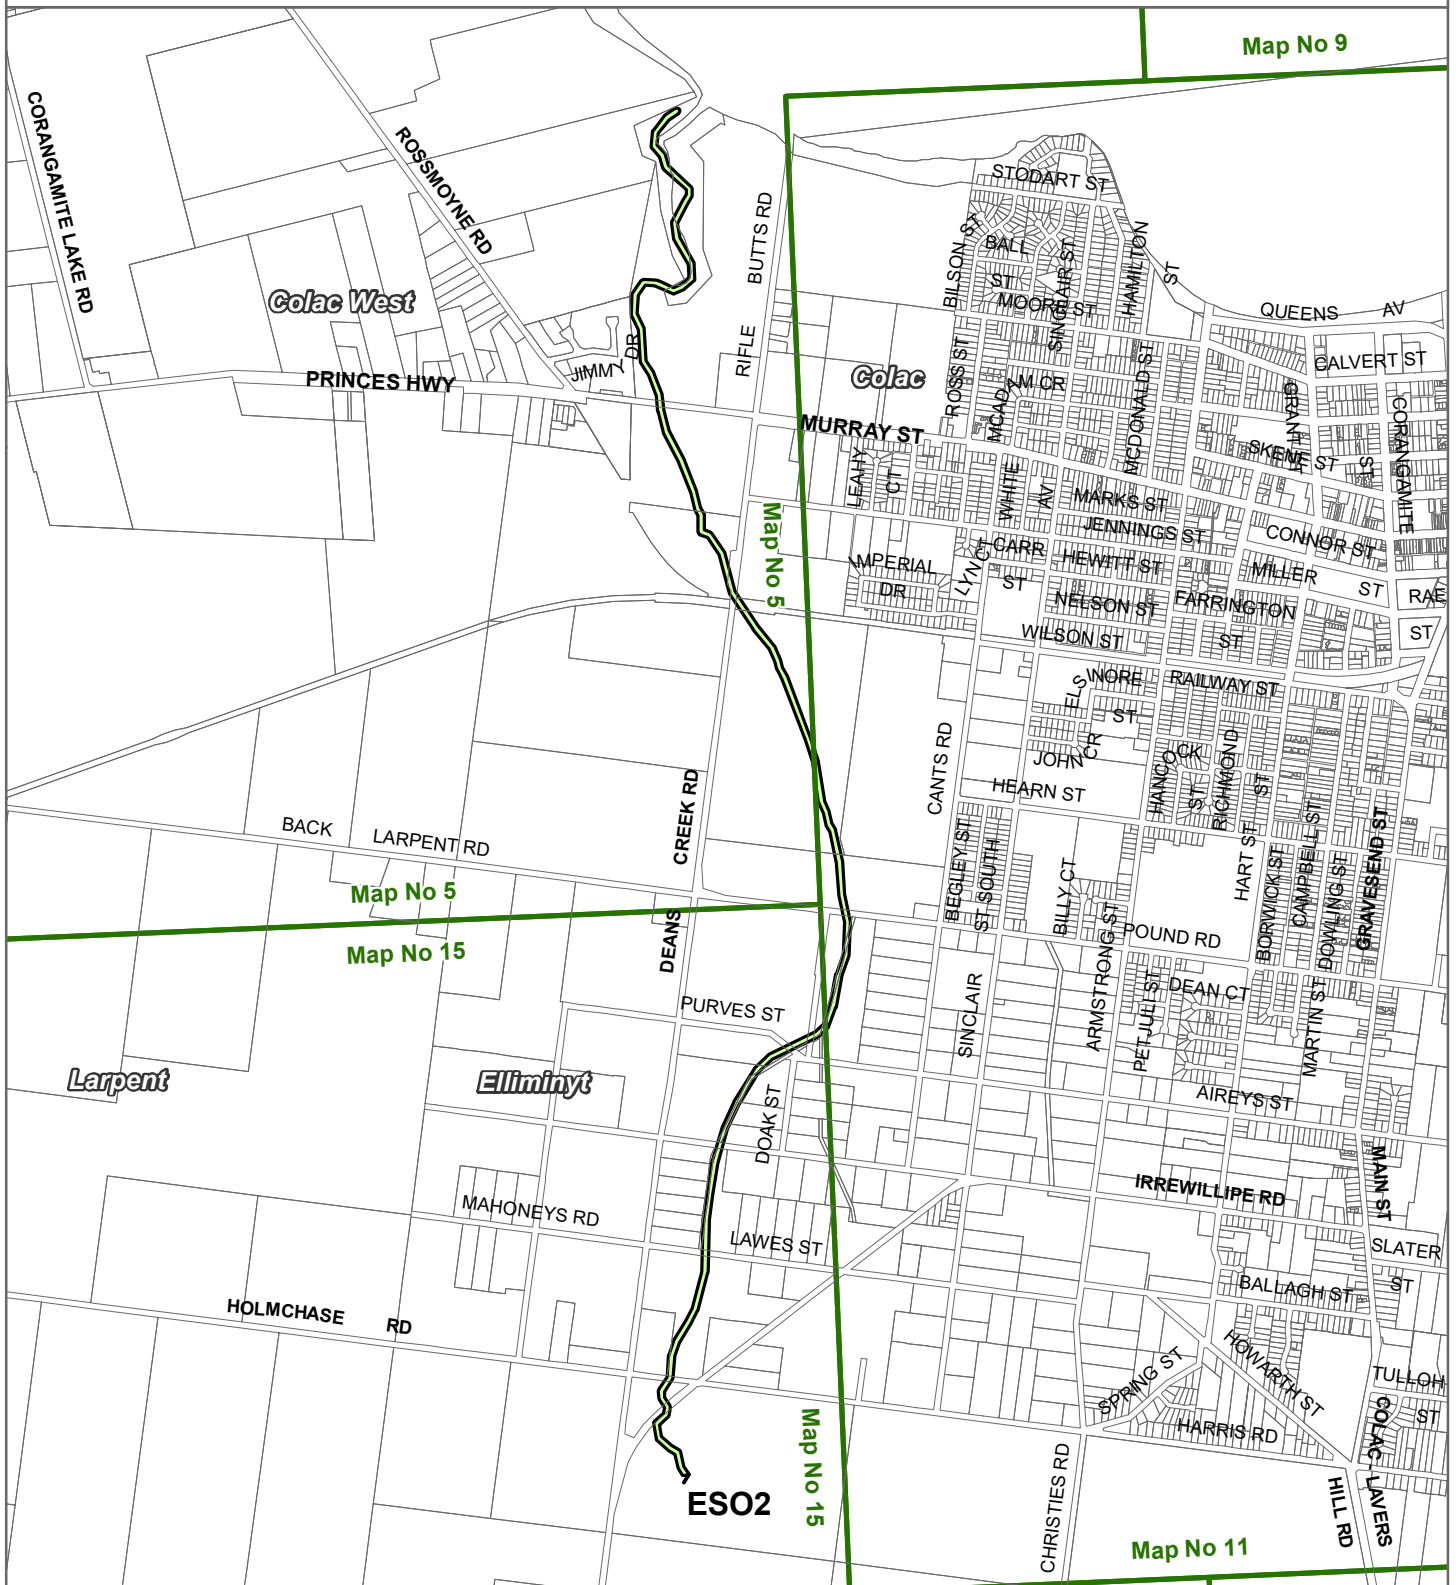 Map No 9
CORANGAMITE LAKE RD
ROSSMOYNE RD
STODART ST
BUTTS RD
RIFLE
BILSON ST
BALL
ST
SINCLAIR ST
HAMILTON
ST
MOORE ST
QUEENS AV
Colac West
JIMMY
DR
PRINCES HWY
Colac
ROSS ST
MCADAM CR
MCDONALD ST
CALVERT ST
GRANT
ST
CORANGAMITE
MURRAY ST
SKENE ST
LEAHY
CT
WHITE
AV
MARKS ST
JENNINGS ST
CONNOR ST
Map No 5
LYNCT
CARR
ST
HEWITT ST
MILLER
ST
MPERIAL
DR
NELSON ST
FARRINGTON
ST
RAE
ST
WILSON ST
ELS
INORE
ST
RAILWAY ST
CANTS RD
JOHN
CR
HANCOCK
ST
RICHMOND
ST
HEARN ST
CREEK RD
BACK LARPENT RD
BEGLEY ST
ST SOUTH
BILLY CT
HART ST
BORWICK ST
CAMPBELL ST
DOWLING ST
GRAVESEND ST
Map No 5
Map No 15
DEANS
POUND RD
ARMSTRONG ST
SINCLAIR
PETJULI ST
DEAN CT
MARTIN ST
PURVES ST
Larpent
Elliminyt
DOAK ST
AIREYS ST
MAIN ST
IRREWILLIPE RD
MAHONEYS RD
LAWES ST
SLATER
ST
BALLAGH ST
HOLMCHASE RD
HOWARTH ST
SPRING ST
TULLOH
ST
HARRIS RD
COLAC - LAVERS
HILL RD
Map No 15
CHRISTIES RD
ESO2
Map No 11